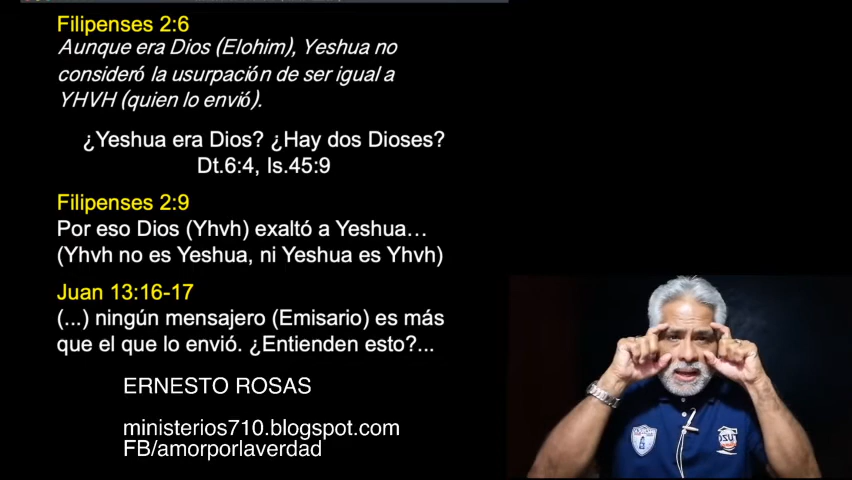 Filipenses 2:6
Aunque era Dios (Elohim), Yeshua no
consideró la usurpación de ser igual a
YHVH (quien lo envió).
¿Yeshua era Dios? ¿Hay dos Dioses?
Dt.6:4, Is.45:9
Filipenses 2:9
Por eso Dios (Yhvh) exaltó a Yeshua...
(Yhvh no es Yeshua, ni Yeshua es Yhvh)
Juan 13:16-17
(...) ningún mensajero (Emisario) es más
que el que lo envió. ¿Entienden esto?...
ERNESTO ROSAS
ministerios710.blogspot.com
FB/amorporlaverdad